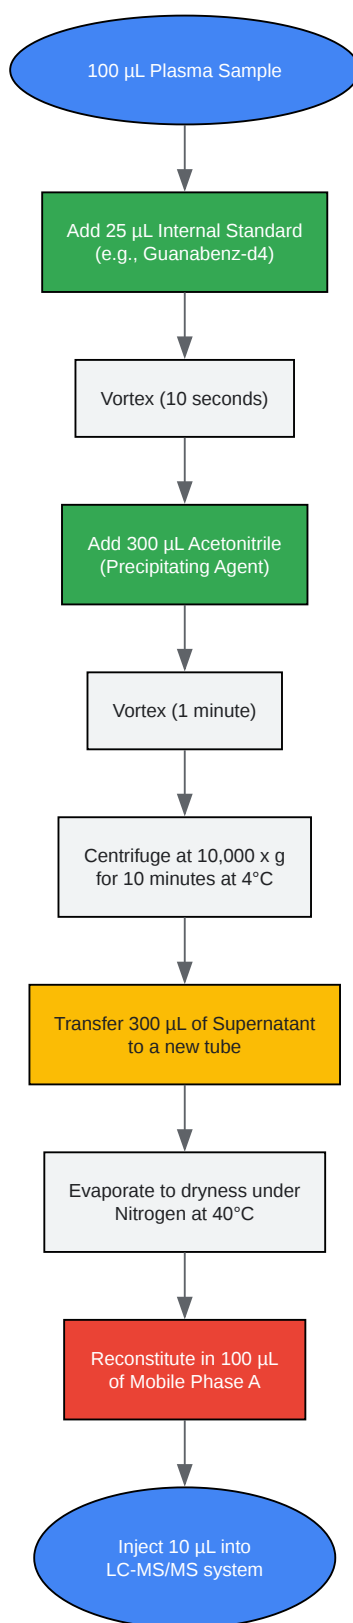 100 µL Plasma Sample
Add 25 µL Internal Standard
(e.g., Guanabenz-d4)
Vortex (10 seconds)
Add 300 µL Acetonitrile
(Precipitating Agent)
Vortex (1 minute)
Centrifuge at 10,000 x g
for 10 minutes at 4°C
Transfer 300 µL of Supernatant
to a new tube
Evaporate to dryness under
Nitrogen at 40°C
Reconstitute in 100 µL
of Mobile Phase A
Inject 10 µL into
LC-MS/MS system